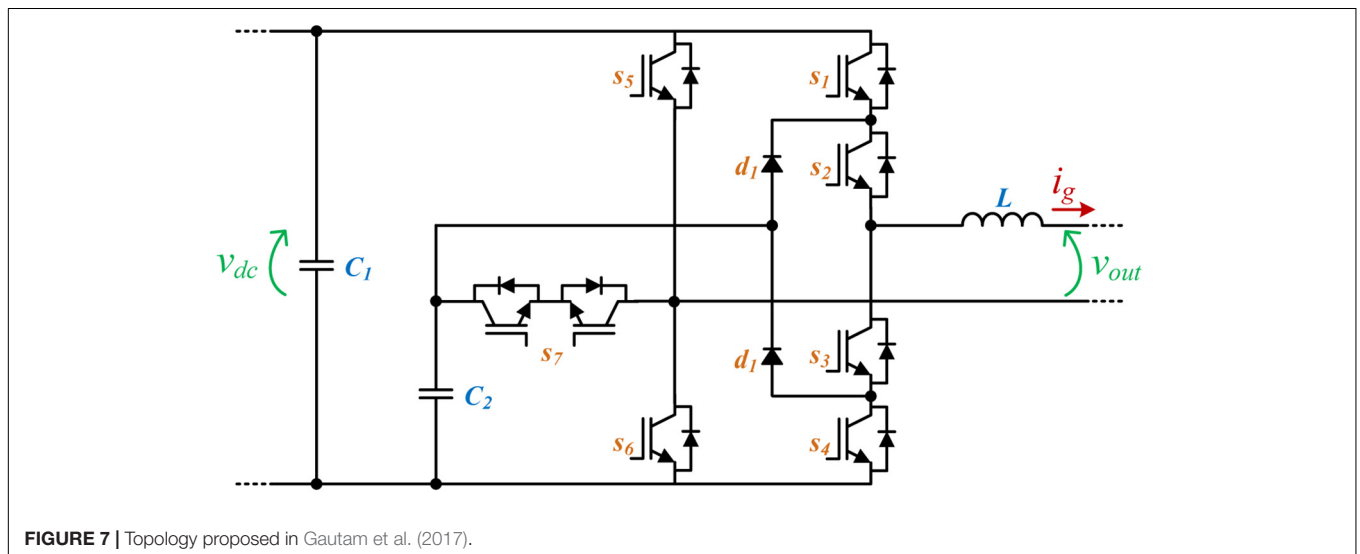 s5
s1
d1
s2
ig
L
vdc
C1
vout
s7
d1
s3
C2
s6
s4
FIGURE 7 | Topology proposed in Gautam et al. (2017).